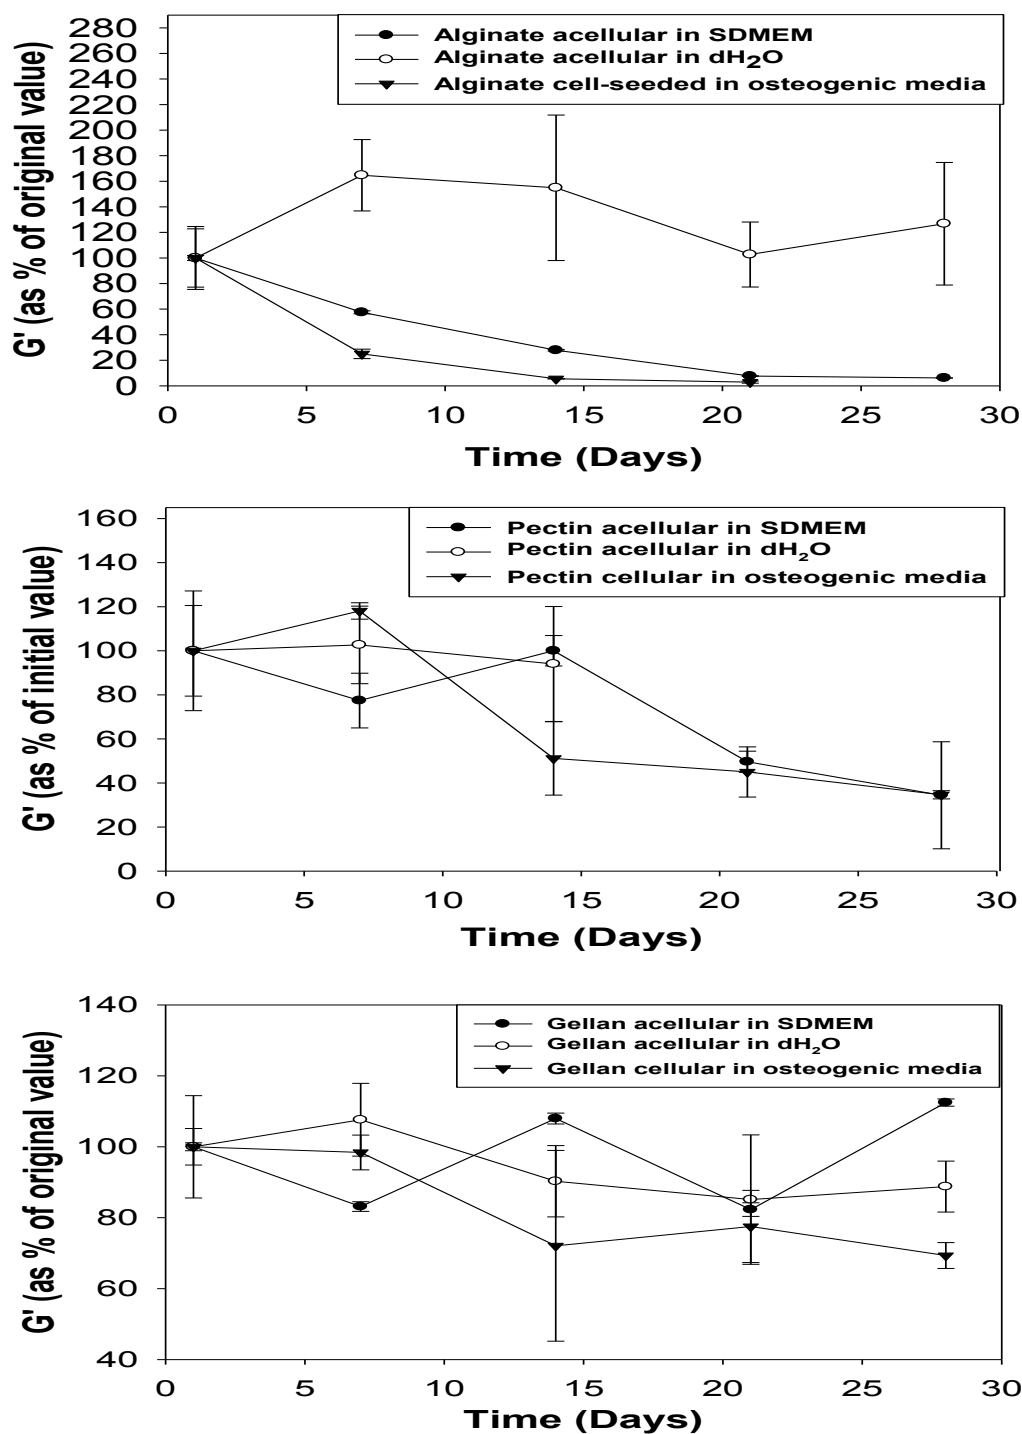 280
260
240
220
200
180
160
140
120
100
80
60
40
20
0
G' (as % of original value)
Alginate acellular in SDMEM
Alginate acellular in dH2O
Alginate cell-seeded in osteogenic media
0 5 10 15 20 25 30
Time (Days)
160
140
120
100
80
60
40
20
0
G' (as % of initial value)
Pectin acellular in SDMEM
Pectin acellular in dH2O
Pectin cellular in osteogenic media
0 5 10 15 20 25 30
Time (Days)
140
120
100
80
60
40
G' (as % of original value)
Gellan acellular in SDMEM
Gellan acellular in dH2O
Gellan cellular in osteogenic media
0 5 10 15 20 25 30
Time (Days)